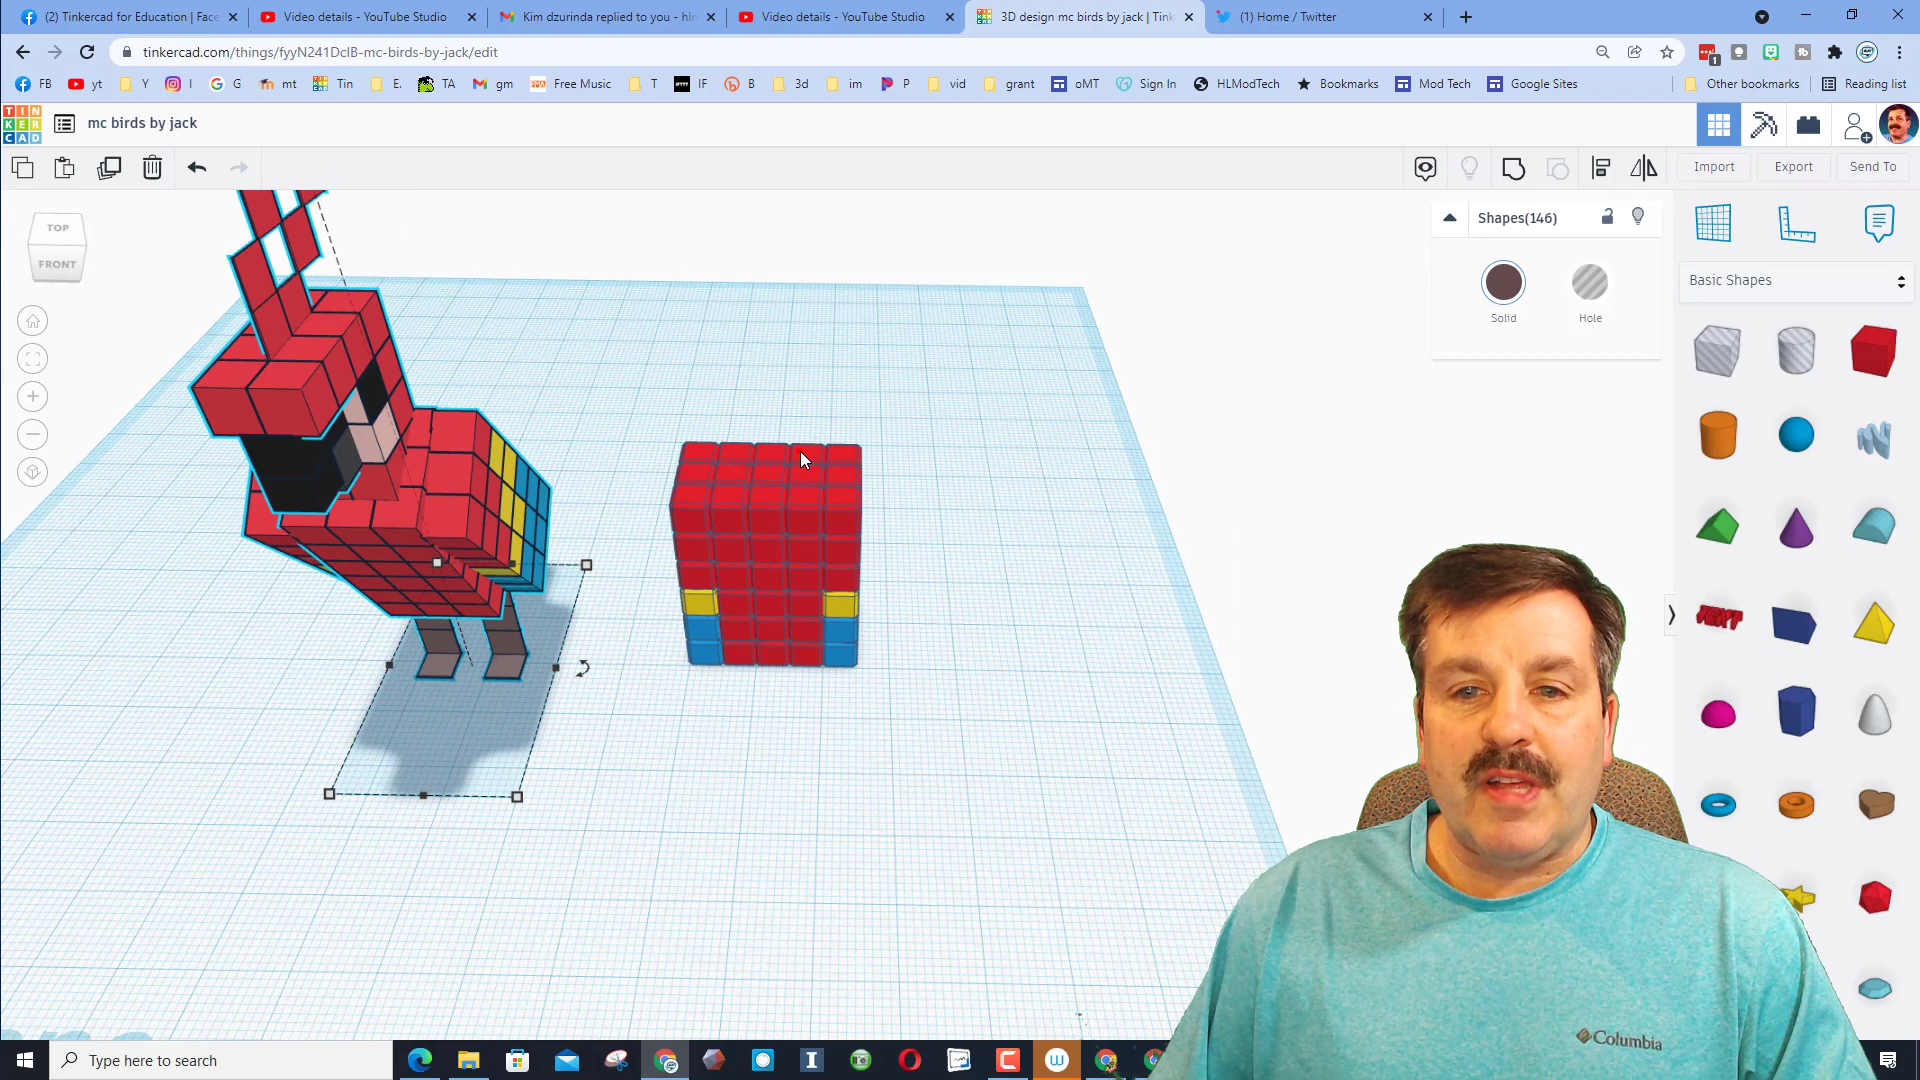 (2) Tinkercad for Education | Face
Video details - YouTube Studio
Kim dzurinda replied to you - hln
Video details - YouTube Studio
3D design mc birds by jack | Tink
(1) Home / Twitter
tinkercad.com/things/fyyN241DclB-mc-birds-by-jack/edit
FB
yt
Y
I
G
mt
Tin
E.
TA
gm
Free Music
T
IF
B
3d
im
P
vid
grant
oMT
Sign In
HLModTech
Bookmarks
Mod Tech
Google Sites
Other bookmarks
Reading list
TIN
KER
CAD
mc birds by jack
Import
Export
Send To
TOP
FRONT
Shapes(146)
Solid
Hole
Basic Shapes
TEXT
Columbia
Type here to search